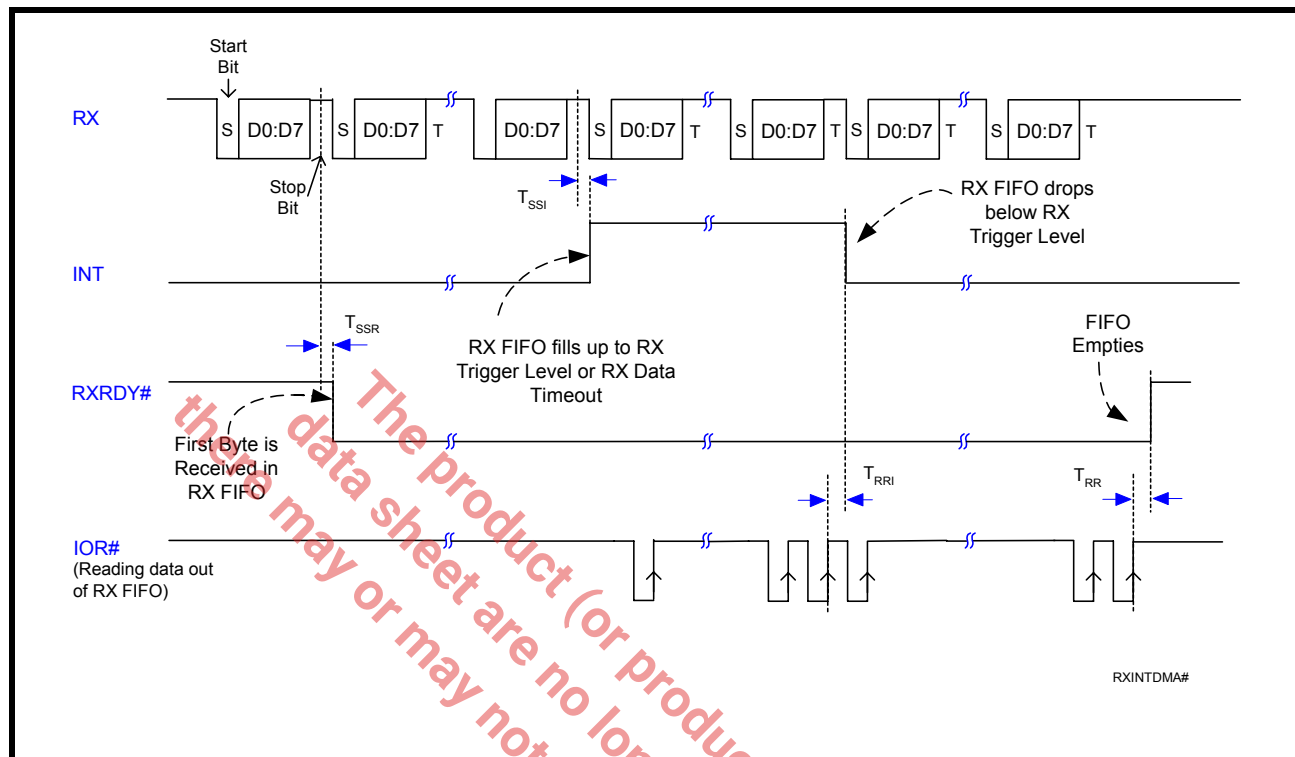 Start
Bit
RX
S D0:D7 S D0:D7 T D0:D7 S D0:D7 T S D0:D7 T S D0:D7 T S D0:D7 T
Stop
Bit
TSSI
RX FIFO drops
below RX
Trigger Level
INT
TSSR
RX FIFO fills up to RX
Trigger Level or RX Data
Timeout
FIFO
Empties
RXRDY#
First Byte is
Received in
RX FIFO
TRRI
TRR
IOR#
(Reading data out
of RX FIFO)
RXINTDMA#
The product (or produc
data sheet are no lon
there may or may not